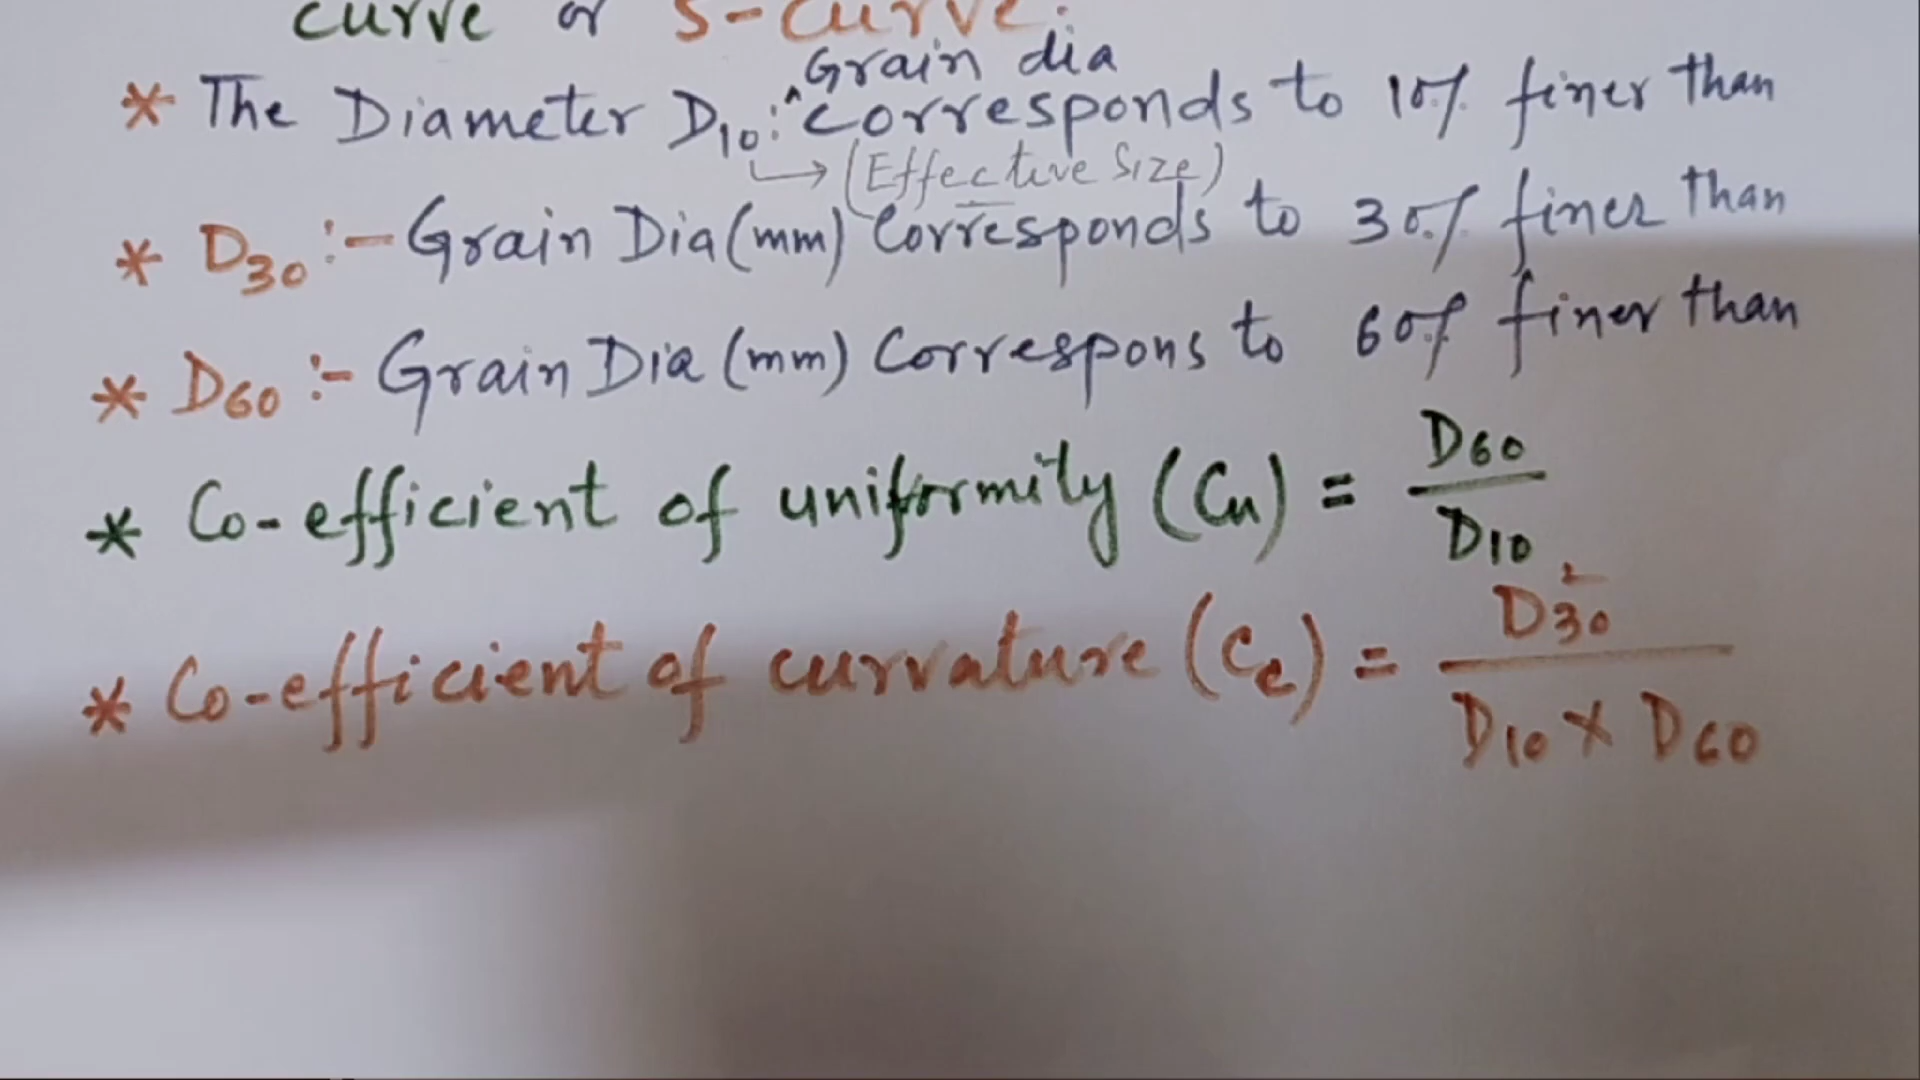 curve or S-curve:
* The Diameter D10: ^Grain dia corresponds to 10% finer than
→ (Effective Size)
* D30 :- Grain Dia (mm) Corresponds to 30% finer than
* D60 :- Grain Dia (mm) Correspons to 60% finer than
* Co-efficient of uniformity (Cu) = D60 / D10
* Co-efficient of curvature (Cc) = D30² / D10 × D60